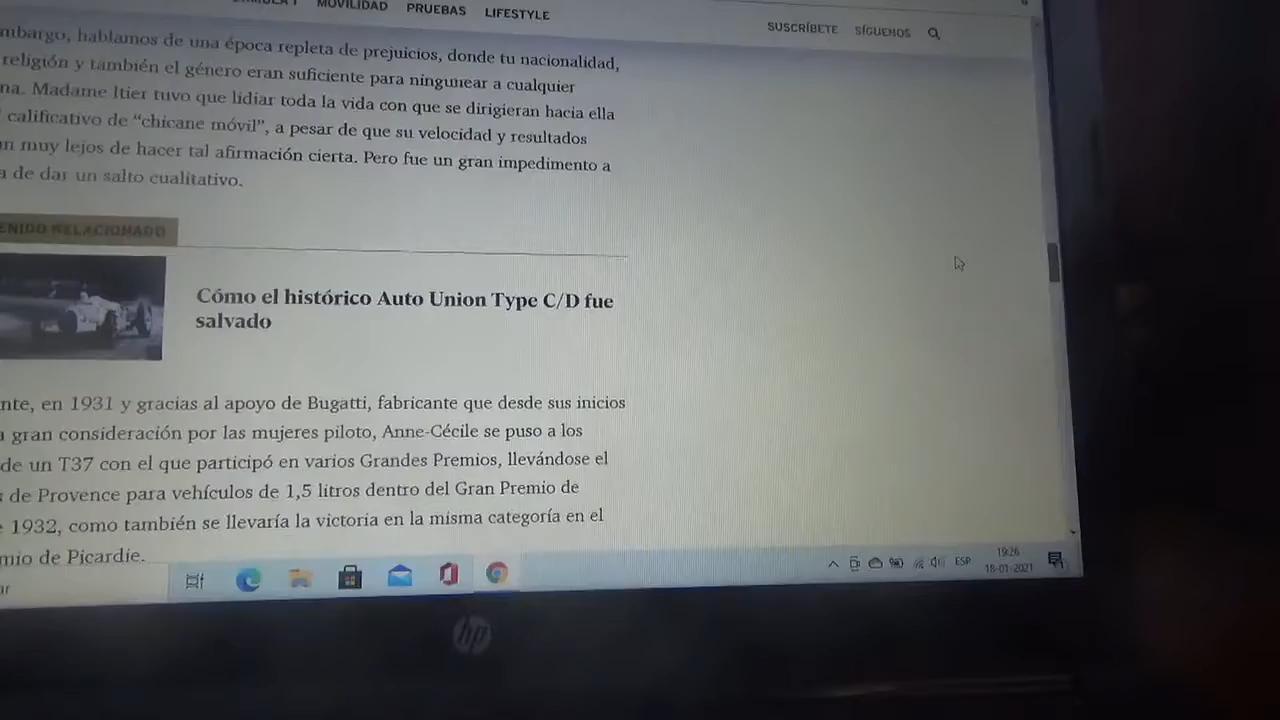 MOVILIDAD PRUEBAS LIFESTYLE
SUSCRÍBETE SÍGUENOS
mbargo, hablamos de una época repleta de prejuicios, donde tu nacionalidad,
religión y también el género eran suficiente para ningunear a cualquier
na. Madame Itier tuvo que lidiar toda la vida con que se dirigieran hacia ella
calificativo de “chicane móvil”, a pesar de que su velocidad y resultados
an muy lejos de hacer tal afirmación cierta. Pero fue un gran impedimento a
a de dar un salto cualitativo.
ENIDO RELACIONADO
Cómo el histórico Auto Union Type C/D fue
salvado
nte, en 1931 y gracias al apoyo de Bugatti, fabricante que desde sus inicios
a gran consideración por las mujeres piloto, Anne-Cécile se puso a los
de un T37 con el que participó en varios Grandes Premios, llevándose el
de Provence para vehículos de 1,5 litros dentro del Gran Premio de
e 1932, como también se llevaría la victoria en la misma categoría en el
mio de Picardie.
ar
ESP
19:26
18-01-2021
hp